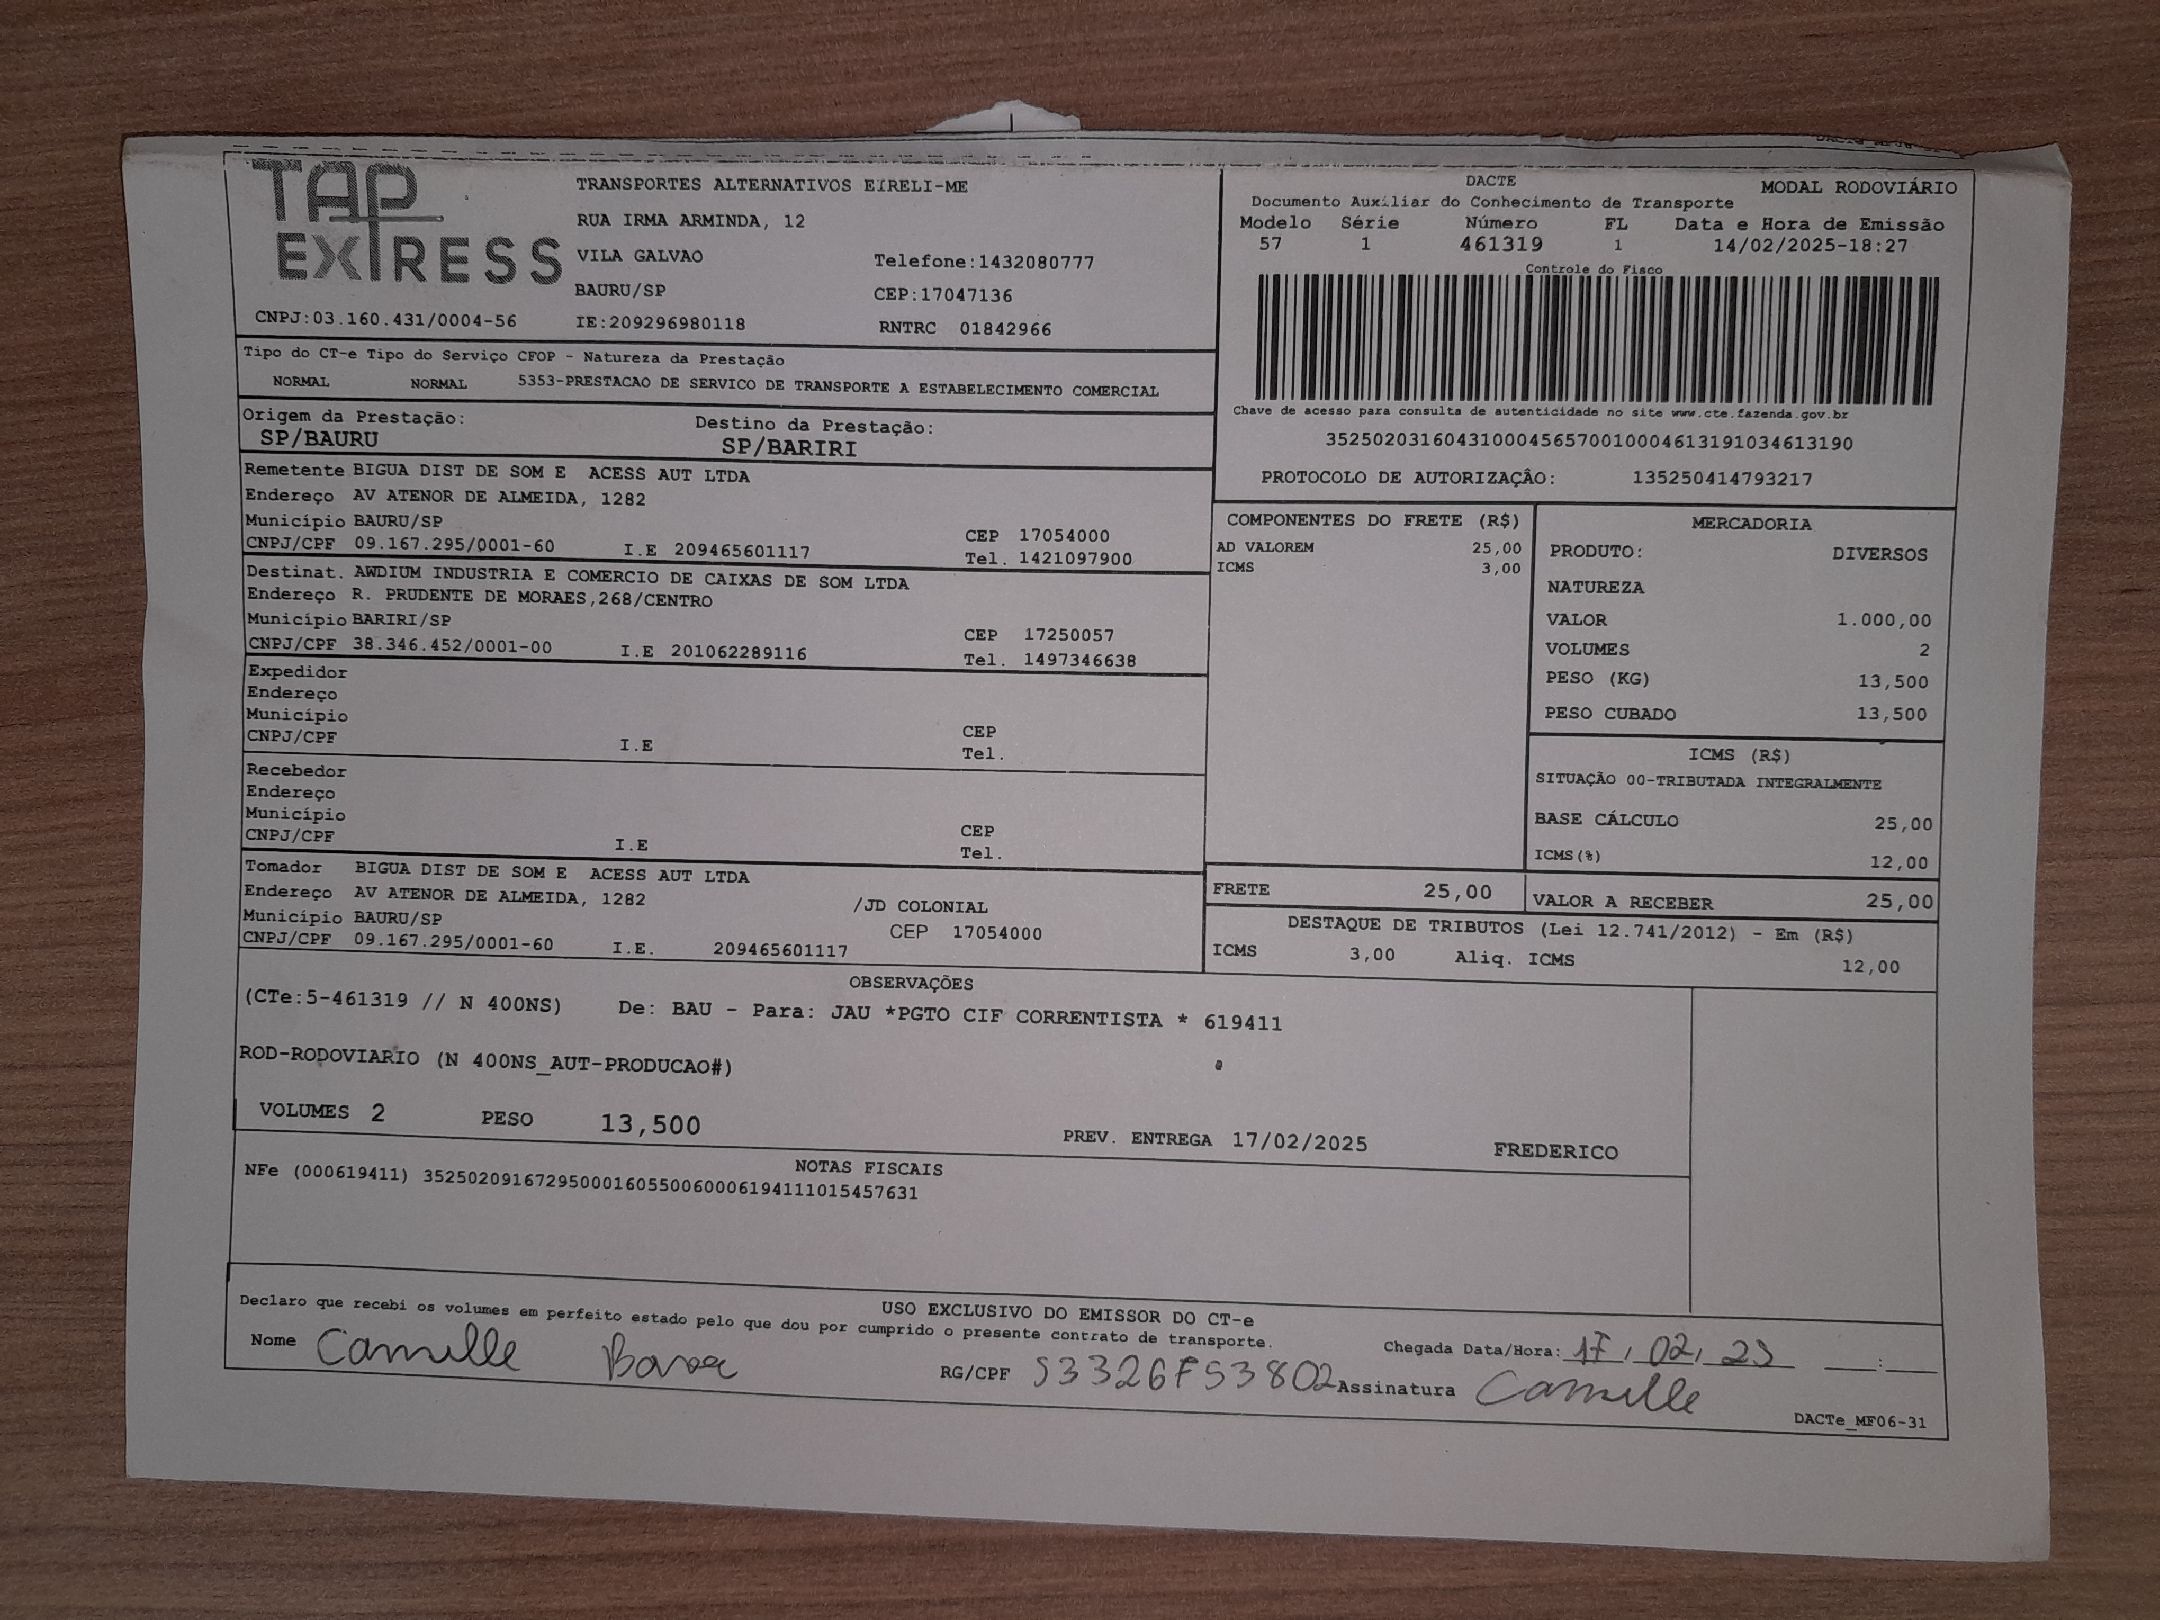 TAP EXPRESS
TRANSPORTES ALTERNATIVOS EIRELI-ME
RUA IRMA ARMINDA, 12
VILA GALVAO Telefone:1432080777
BAURU/SP CEP:17047136
CNPJ:03.160.431/0004-56 IE:209296980118 RNTRC 01842966
DACTE MODAL RODOVIÁRIO
Documento Auxiliar do Conhecimento de Transporte
Modelo Série Número FL Data e Hora de Emissão
57 1 461319 1 14/02/2025-18:27
Controle do Fisco
Chave de acesso para consulta de autenticidade no site www.cte.fazenda.gov.br
35250203160431000456570010004613191034613190
PROTOCOLO DE AUTORIZAÇÂO: 135250414793217
Tipo do CT-e Tipo do Serviço CFOP - Natureza da Prestação
NORMAL NORMAL 5353-PRESTACAO DE SERVICO DE TRANSPORTE A ESTABELECIMENTO COMERCIAL
Origem da Prestação: Destino da Prestação:
SP/BAURU SP/BARIRI
Remetente BIGUA DIST DE SOM E ACESS AUT LTDA
Endereço AV ATENOR DE ALMEIDA, 1282
Município BAURU/SP CEP 17054000
CNPJ/CPF 09.167.295/0001-60 I.E 209465601117 Tel. 1421097900
Destinat. AWDIUM INDUSTRIA E COMERCIO DE CAIXAS DE SOM LTDA
Endereço R. PRUDENTE DE MORAES,268/CENTRO
Município BARIRI/SP CEP 17250057
CNPJ/CPF 38.346.452/0001-00 I.E 201062289116 Tel. 1497346638
Expedidor
Endereço
Município CEP
CNPJ/CPF I.E Tel.
Recebedor
Endereço
Município CEP
CNPJ/CPF I.E Tel.
Tomador BIGUA DIST DE SOM E ACESS AUT LTDA
Endereço AV ATENOR DE ALMEIDA, 1282 /JD COLONIAL
Município BAURU/SP CEP 17054000
CNPJ/CPF 09.167.295/0001-60 I.E. 209465601117
COMPONENTES DO FRETE (R$)
AD VALOREM 25,00
ICMS 3,00
MERCADORIA
PRODUTO: DIVERSOS
NATUREZA
VALOR 1.000,00
VOLUMES 2
PESO (KG) 13,500
PESO CUBADO 13,500
ICMS (R$)
SITUAÇÃO 00-TRIBUTADA INTEGRALMENTE
BASE CÁLCULO 25,00
ICMS(%) 12,00
FRETE 25,00 VALOR A RECEBER 25,00
DESTAQUE DE TRIBUTOS (Lei 12.741/2012) - Em (R$)
ICMS 3,00 Aliq. ICMS 12,00
OBSERVAÇÕES
(CTe:5-461319 // N 400NS) De: BAU - Para: JAU *PGTO CIF CORRENTISTA * 619411
ROD-RODOVIARIO (N 400NS_AUT-PRODUCAO#)
VOLUMES 2 PESO 13,500 PREV. ENTREGA 17/02/2025 FREDERICO
NOTAS FISCAIS
NFe (000619411) 35250209167295000160550060006194111015457631
USO EXCLUSIVO DO EMISSOR DO CT-e
Declaro que recebi os volumes em perfeito estado pelo que dou por cumprido o presente contrato de transporte.
Nome Camille Chegada Data/Hora: 17, 02, 25 :
RG/CPF Assinatura Camille
DACTe_MF06-31